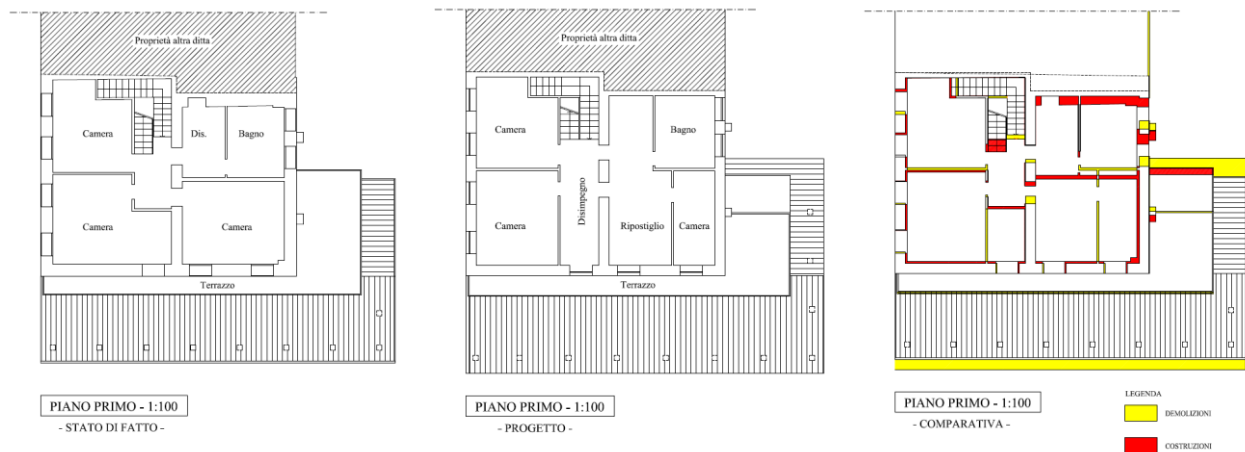 Proprietà altra ditta
Camera
Dis.
Bagno
Camera
Camera
Terrazzo
PIANO PRIMO - 1:100
- STATO DI FATTO -
Proprietà altra ditta
Camera
Bagno
Disimpegno
Camera
Ripostiglio
Camera
Terrazzo
PIANO PRIMO - 1:100
- PROGETTO -
PIANO PRIMO - 1:100
- COMPARATIVA -
LEGENDA
DEMOLIZIONI
COSTRUZIONI